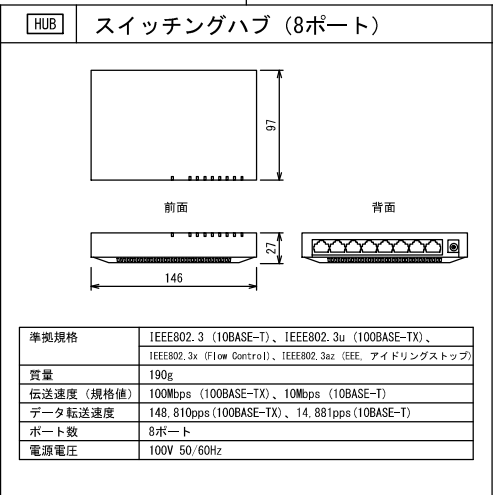 HUB スイッチングハブ（8ポート）
97
前面
背面
27
146
準拠規格 IEEE802.3 (10BASE-T)、IEEE802.3u (100BASE-TX)、
IEEE802.3x (Flow Control)、IEEE802.3az (EEE, アイドリングストップ)
質量 190g
伝送速度（規格値） 100Mbps (100BASE-TX)、10Mbps (10BASE-T)
データ転送速度 148,810pps(100BASE-TX)、14,881pps(10BASE-T)
ポート数 8ポート
電源電圧 100V 50/60Hz